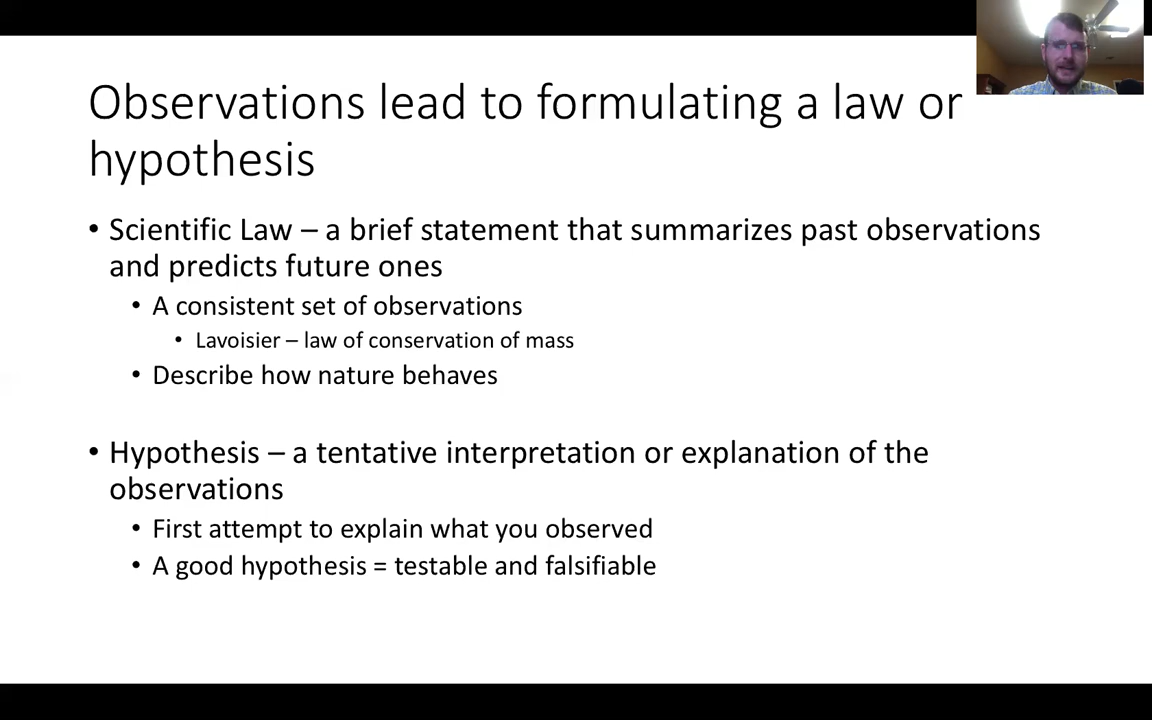 Observations lead to formulating a law or
hypothesis
• Scientific Law – a brief statement that summarizes past observations
and predicts future ones
• A consistent set of observations
• Lavoisier – law of conservation of mass
• Describe how nature behaves
• Hypothesis – a tentative interpretation or explanation of the
observations
• First attempt to explain what you observed
• A good hypothesis = testable and falsifiable